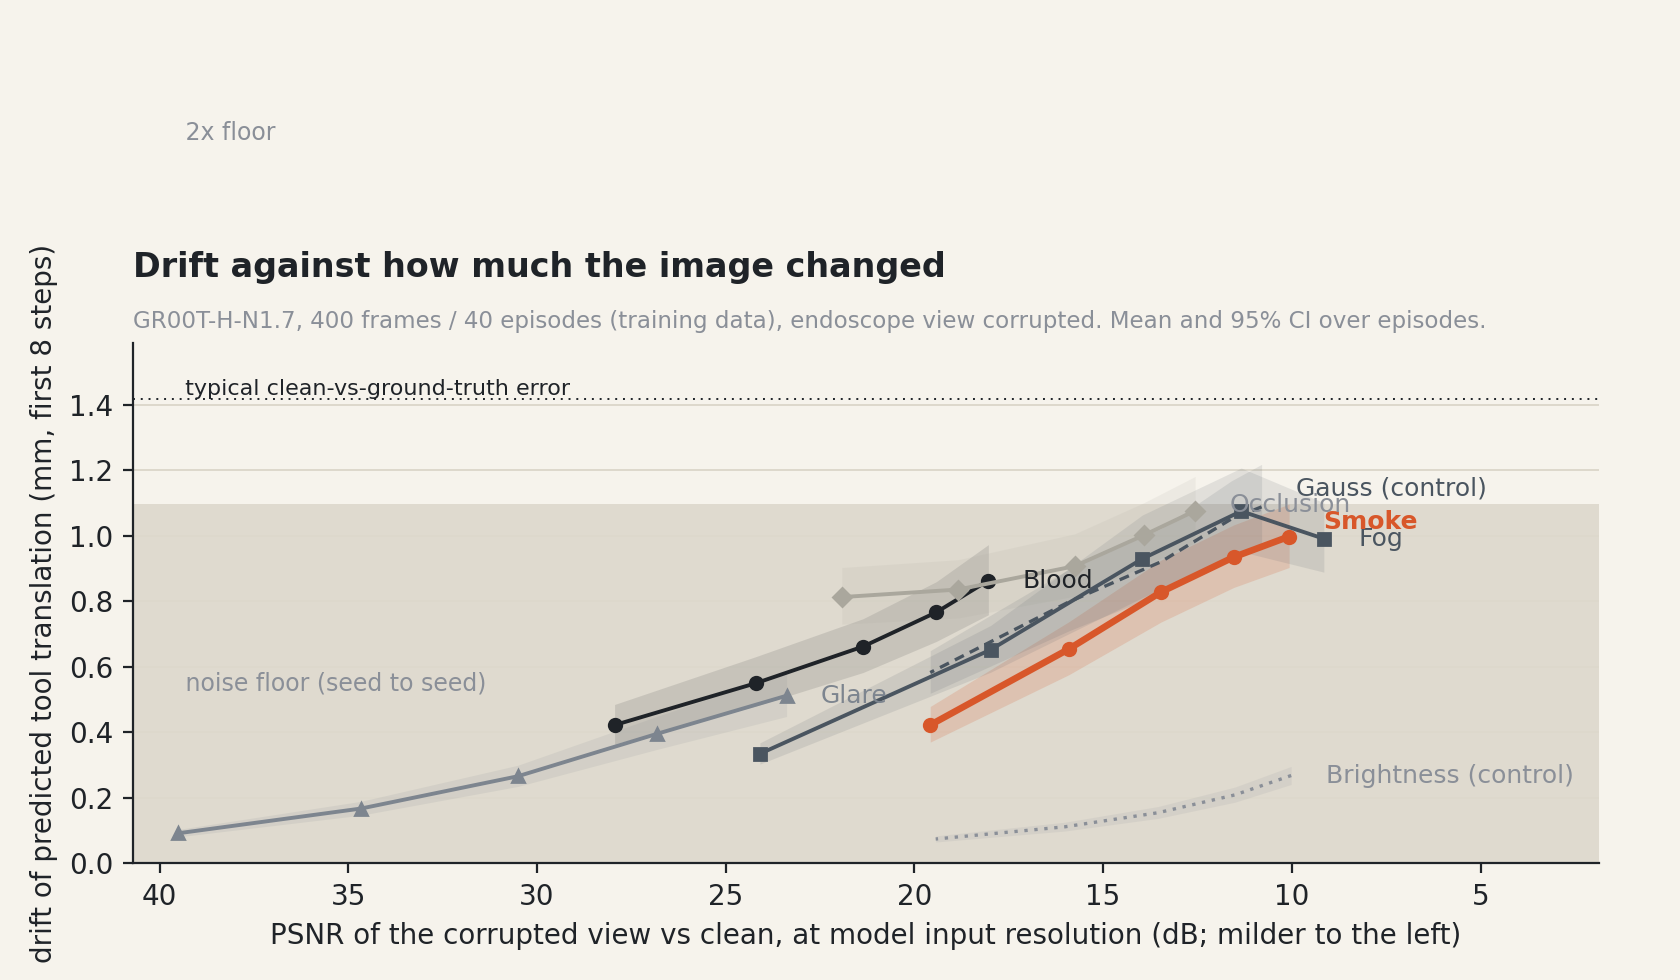 2x floor
Drift against how much the image changed
GR00T-H-N1.7, 400 frames / 40 episodes (training data), endoscope view corrupted. Mean and 95% CI over episodes.
drift of predicted tool translation (mm, first 8 steps)
typical clean-vs-ground-truth error
1.4
1.2
1.0
0.8
0.6
0.4
0.2
0.0
Gauss (control)
Occlusion
Smoke
Fog
Blood
noise floor (seed to seed)
Glare
Brightness (control)
40 35 30 25 20 15 10 5
PSNR of the corrupted view vs clean, at model input resolution (dB; milder to the left)